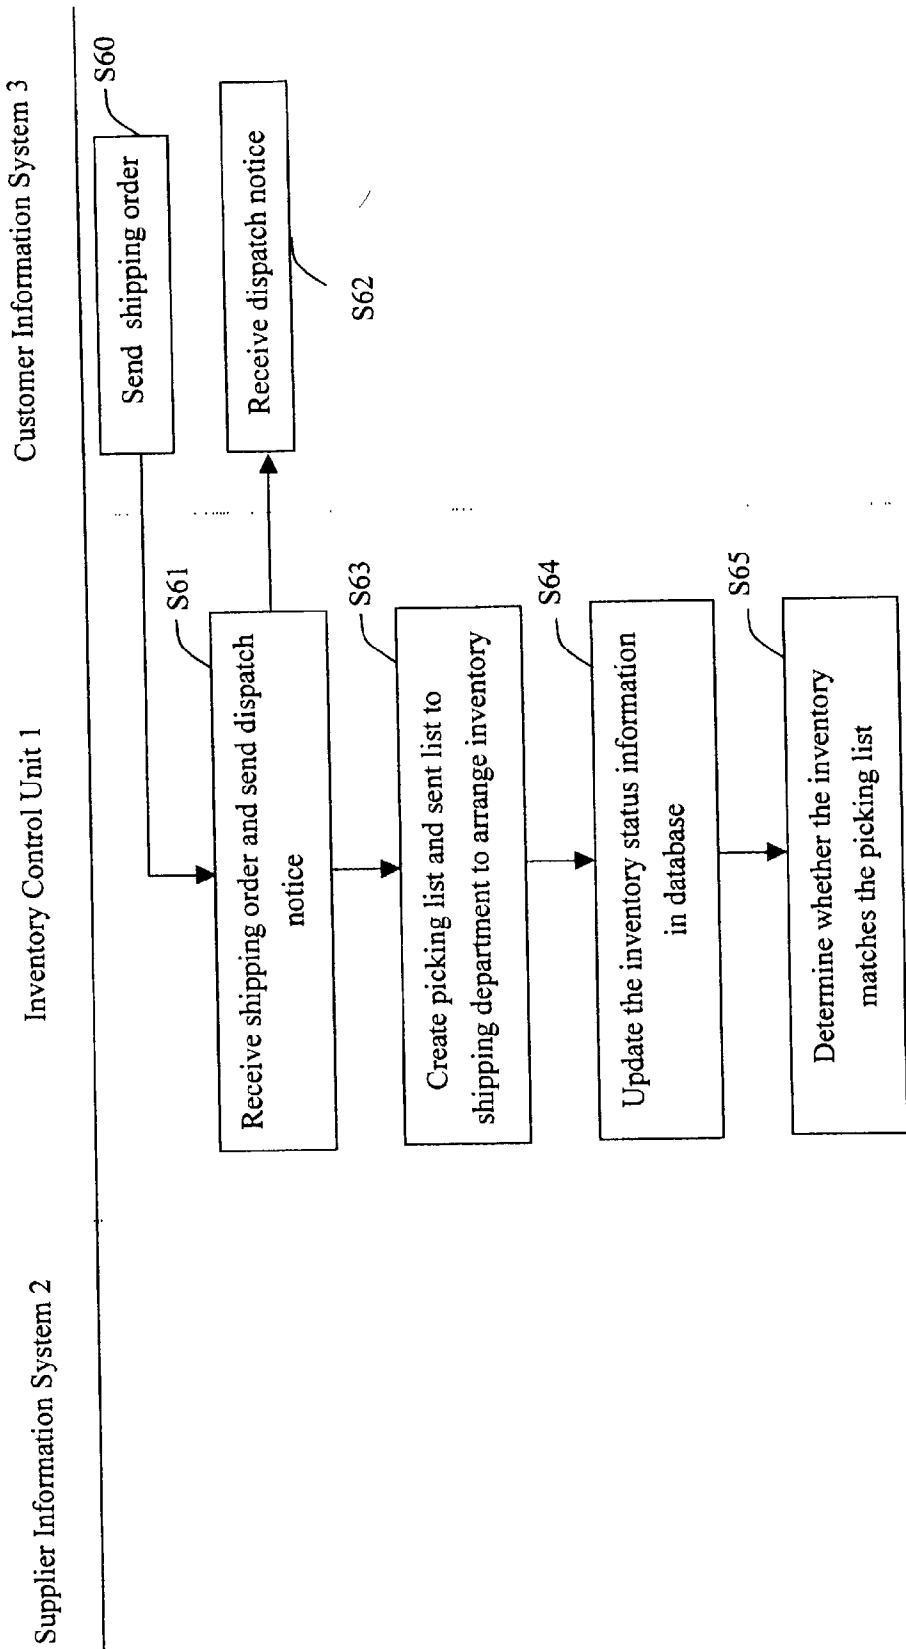 Supplier Information System 2
Inventory Control Unit 1
Customer Information System 3
Send shipping order
S60
S61
Receive shipping order and send dispatch
notice
Receive dispatch notice
S62
S63
Create picking list and sent list to
shipping department to arrange inventory
S64
Update the inventory status information
in database
S65
Determine whether the inventory
matches the picking list